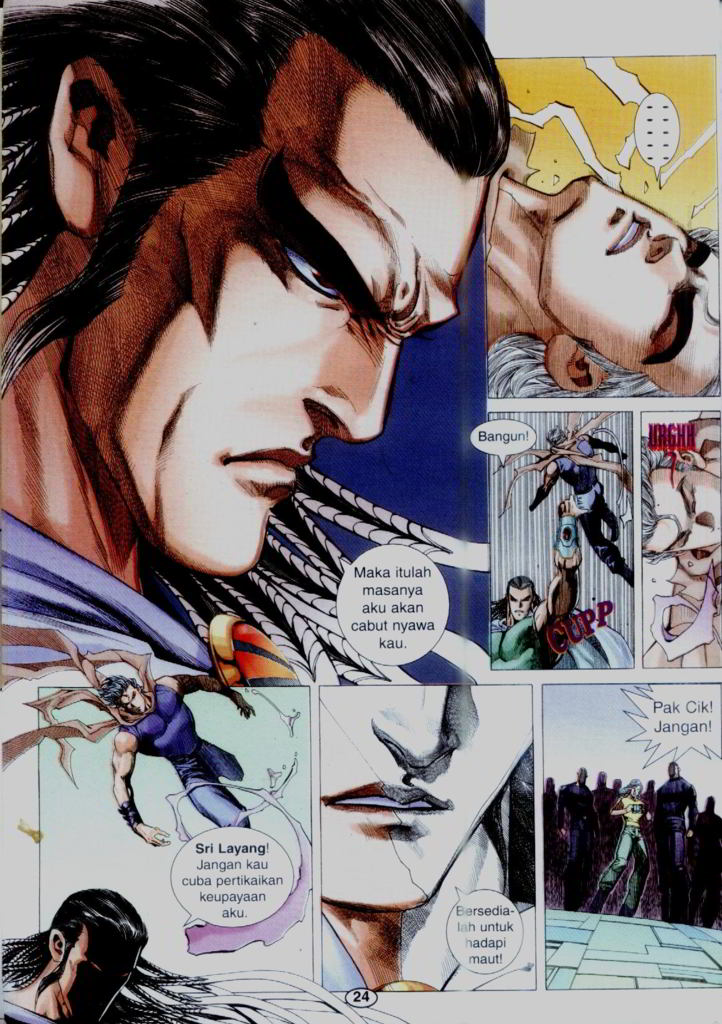 Maka itulah
masanya
aku akan
cabut nyawa
kau.
Bangun!
CUPP
URGHH
?
Sri Layang!
Jangan kau
cuba pertikaikan
keupayaan
aku.
Bersedia-
lah untuk
hadapi
maut!
Pak Cik!
Jangan!
24